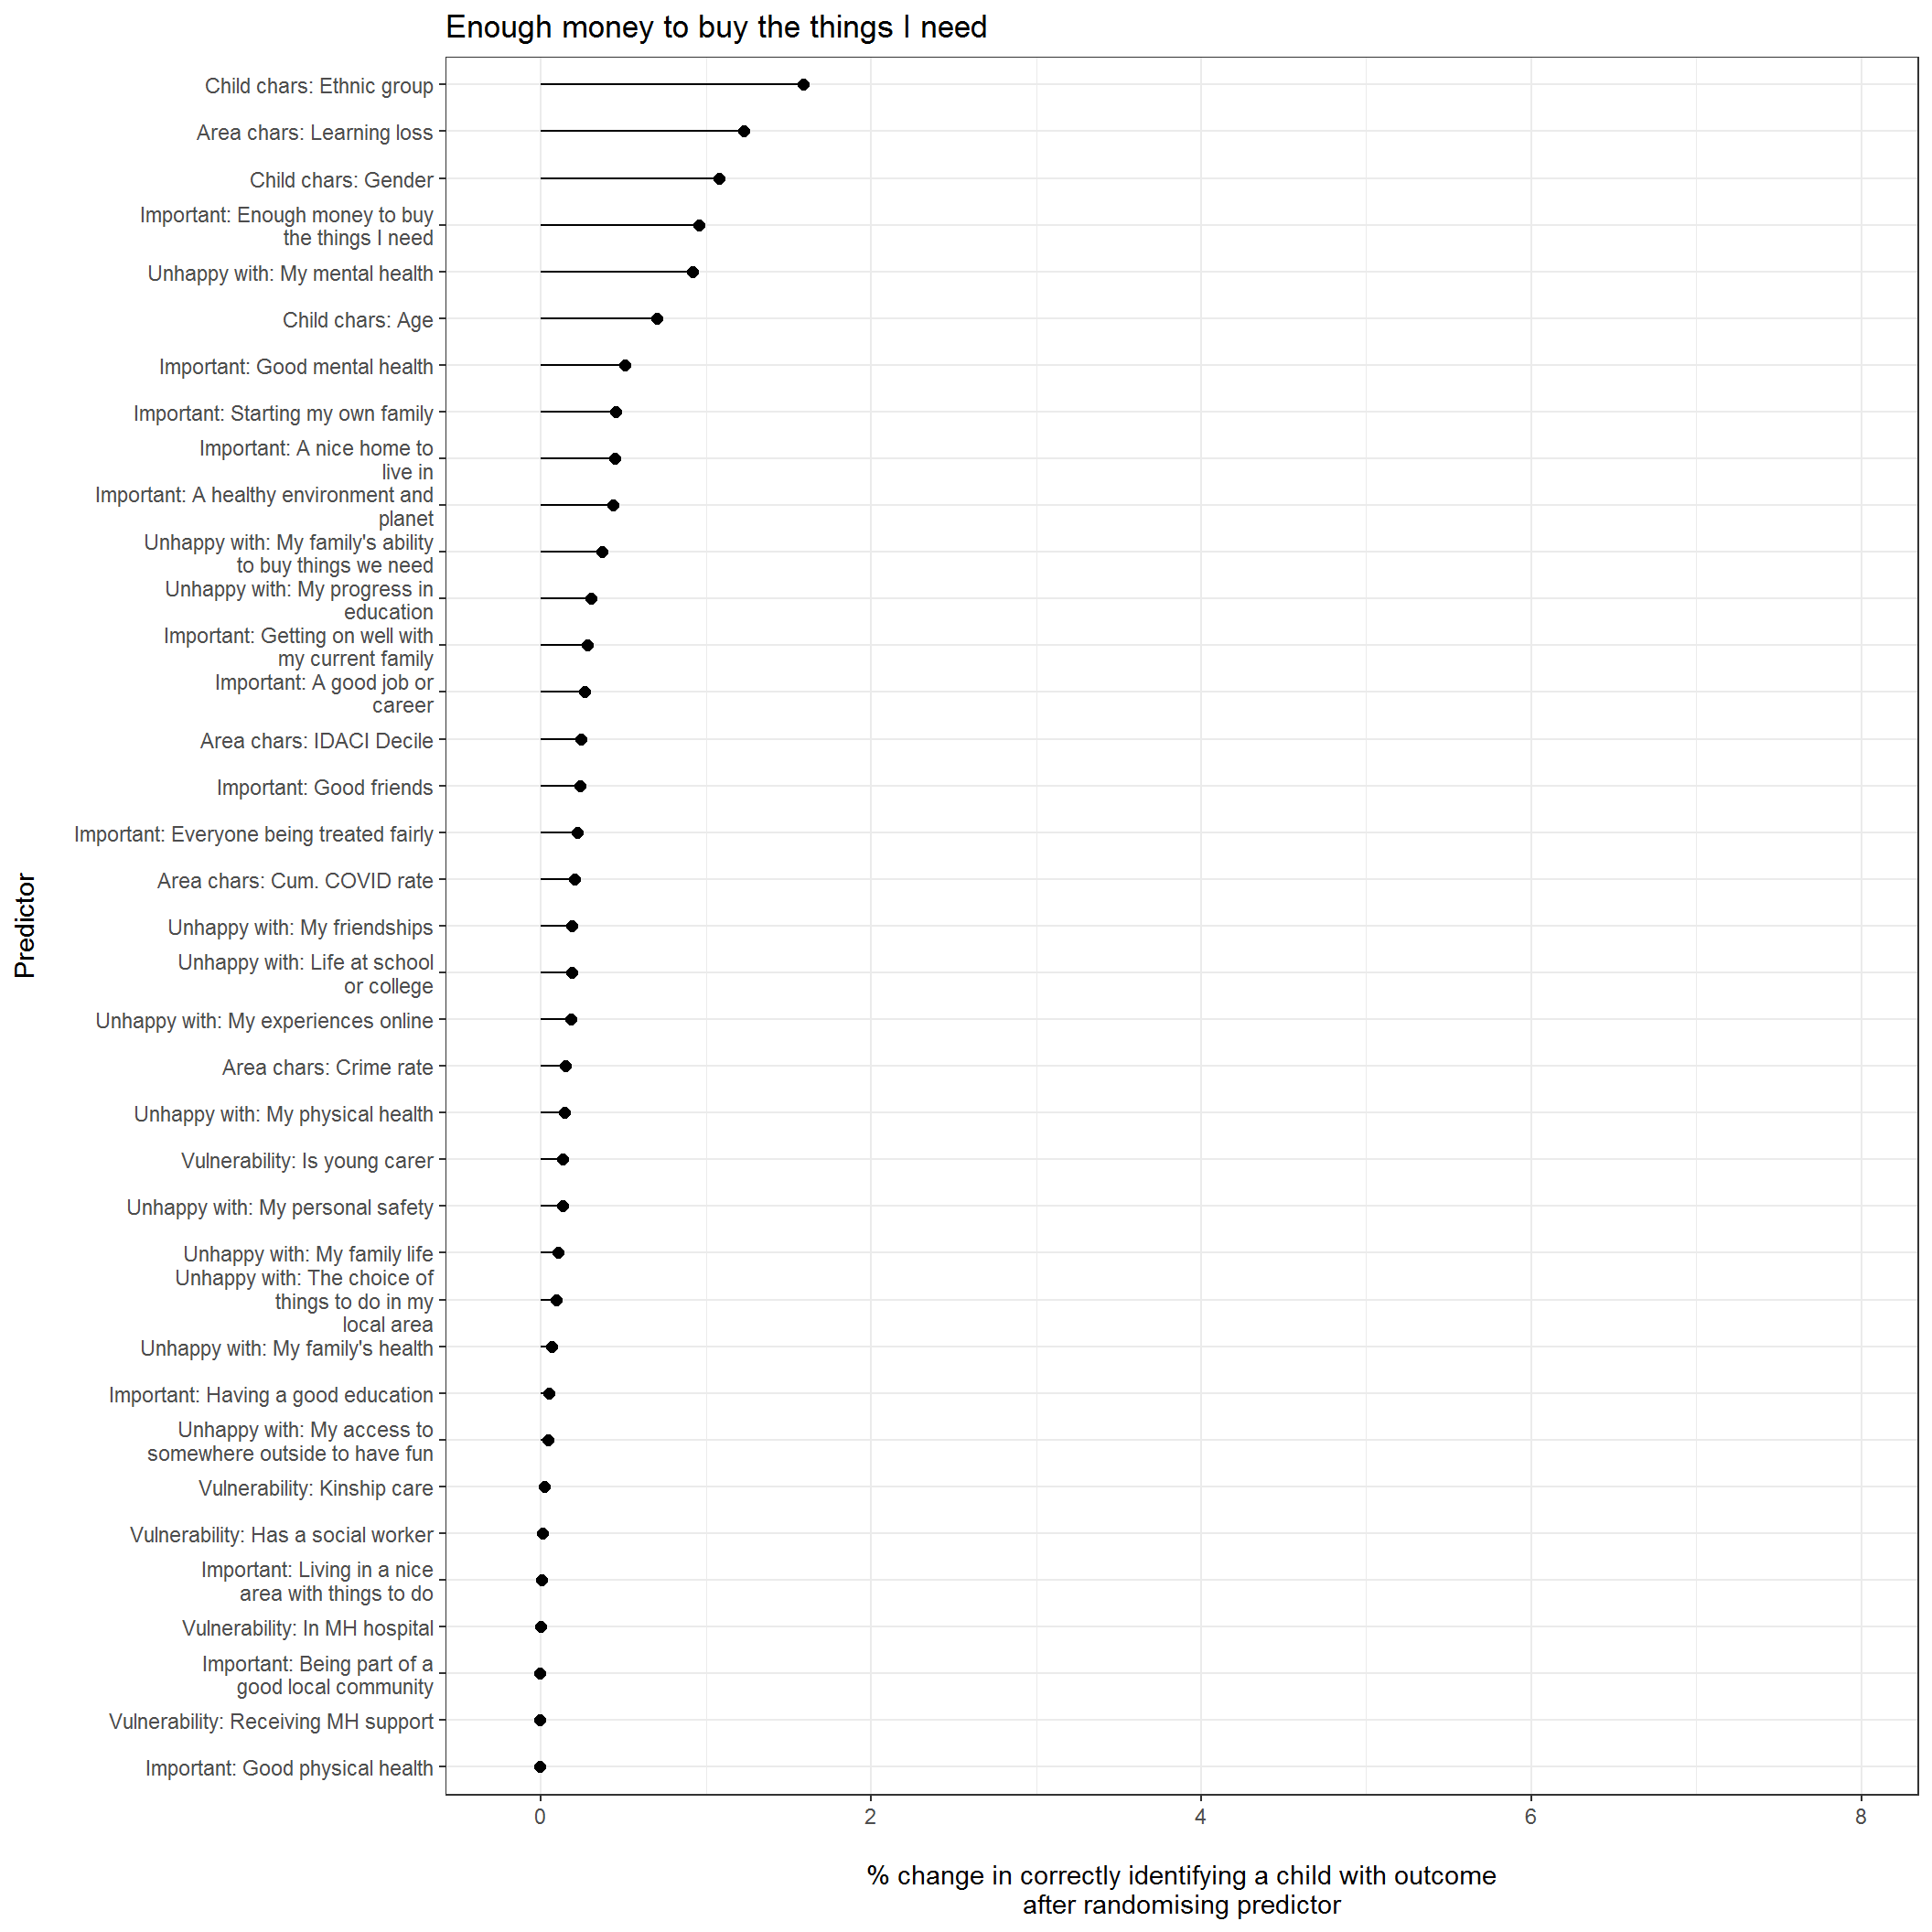 Enough money to buy the things I need
Child chars: Ethnic group
Area chars: Learning loss
Child chars: Gender
Important: Enough money to buy
the things I need
Unhappy with: My mental health
Child chars: Age
Important: Good mental health
Important: Starting my own family
Important: A nice home to
live in
Important: A healthy environment and
planet
Unhappy with: My family's ability
to buy things we need
Unhappy with: My progress in
education
Important: Getting on well with
my current family
Important: A good job or
career
Area chars: IDACI Decile
Important: Good friends
Important: Everyone being treated fairly
Area chars: Cum. COVID rate
Unhappy with: My friendships
Unhappy with: Life at school
or college
Unhappy with: My experiences online
Area chars: Crime rate
Unhappy with: My physical health
Vulnerability: Is young carer
Unhappy with: My personal safety
Unhappy with: My family life
Unhappy with: The choice of
things to do in my
local area
Unhappy with: My family's health
Important: Having a good education
Unhappy with: My access to
somewhere outside to have fun
Vulnerability: Kinship care
Vulnerability: Has a social worker
Important: Living in a nice
area with things to do
Vulnerability: In MH hospital
Important: Being part of a
good local community
Vulnerability: Receiving MH support
Important: Good physical health
Predictor
0 2 4 6 8
% change in correctly identifying a child with outcome
after randomising predictor